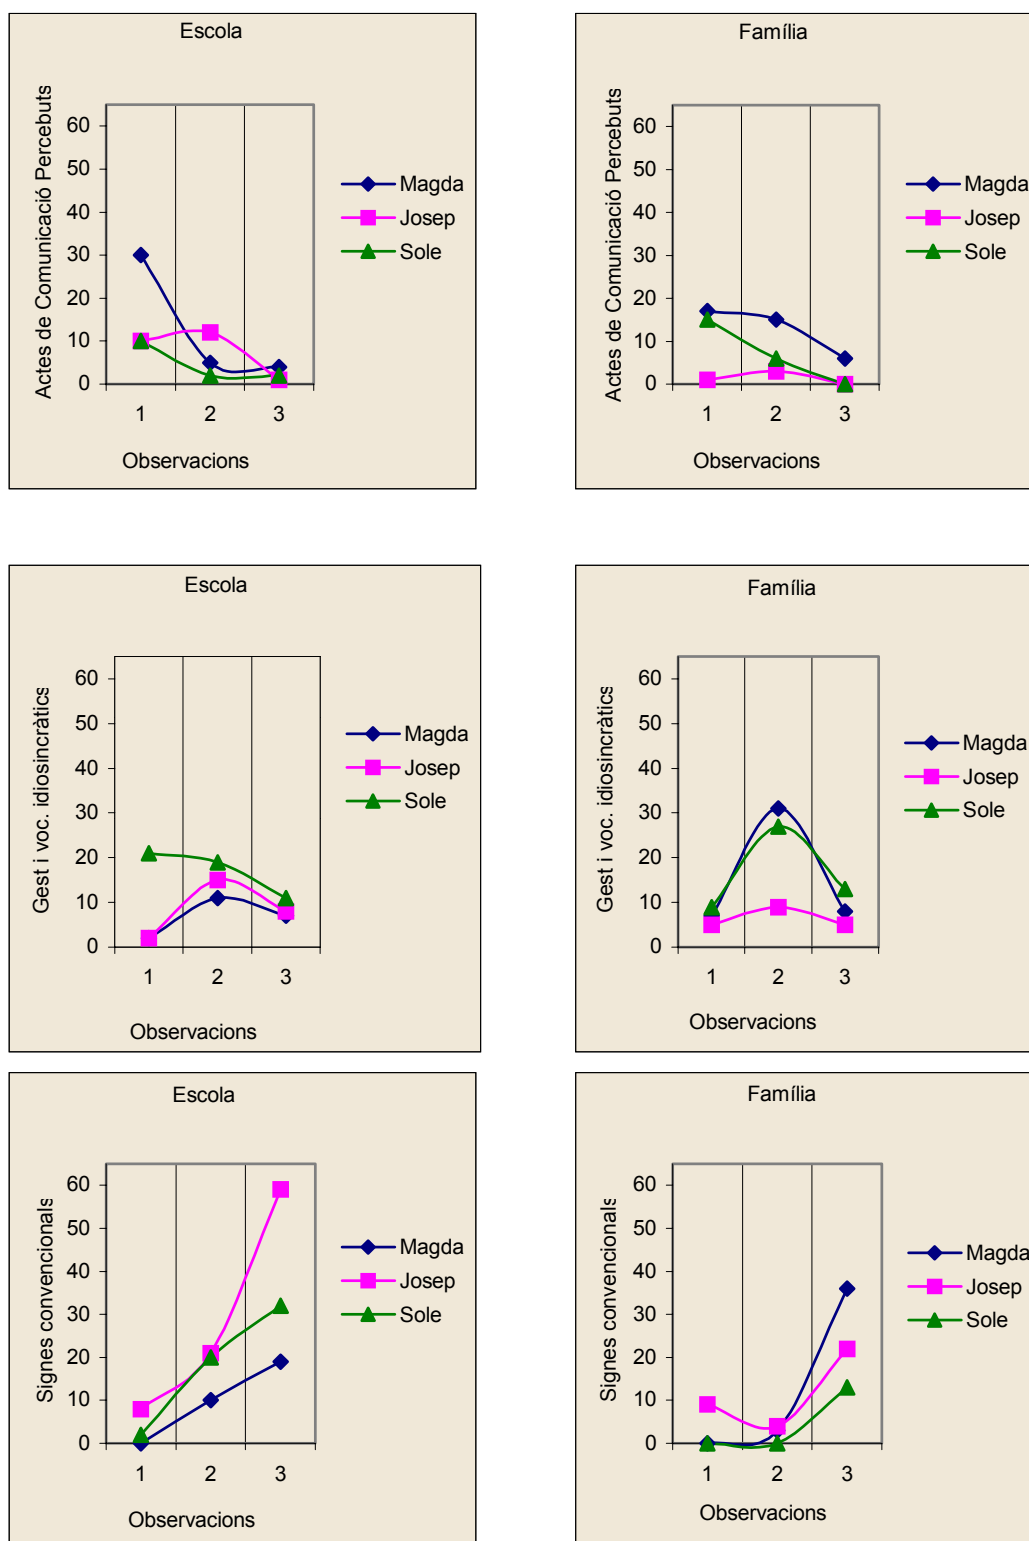 Escola
Actes de Comunicació Percebuts
60
50
40
30
20
10
0
1 2 3
Observacions
Magda
Josep
Sole
Família
Actes de Comunicació Percebuts
60
50
40
30
20
10
0
1 2 3
Observacions
Magda
Josep
Sole
Escola
Gest i voc. idiosincràtics
60
50
40
30
20
10
0
1 2 3
Observacions
Magda
Josep
Sole
Família
Gest i voc. idiosincràtics
60
50
40
30
20
10
0
1 2 3
Observacions
Magda
Josep
Sole
Escola
Signes convencionals
60
50
40
30
20
10
0
1 2 3
Observacions
Magda
Josep
Sole
Família
Signes convencionals
60
50
40
30
20
10
0
1 2 3
Observacions
Magda
Josep
Sole